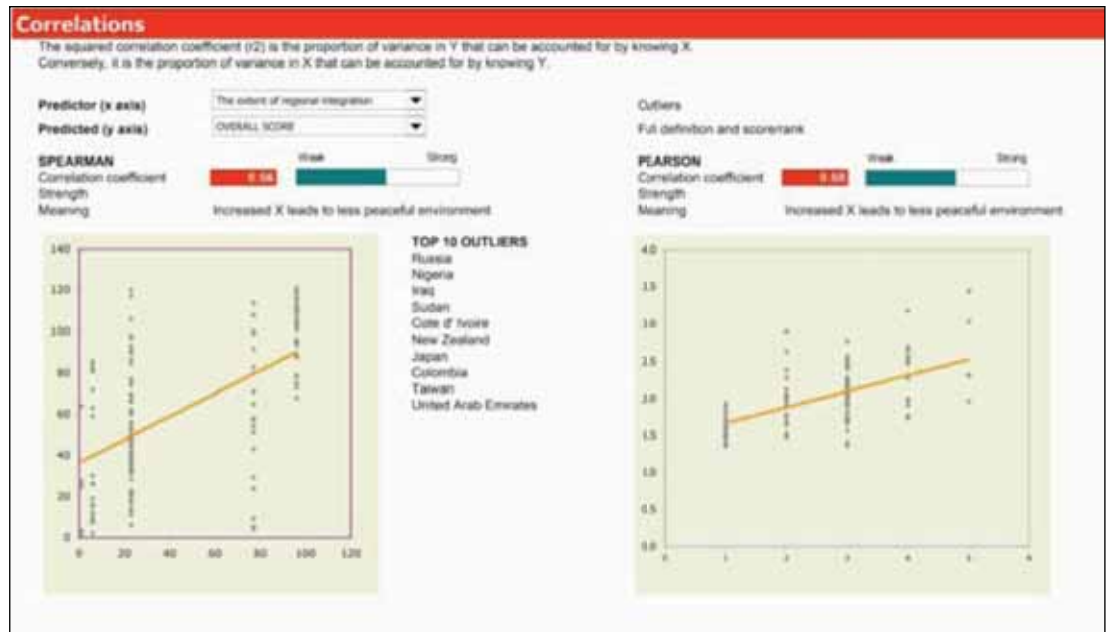 Correlations
The squared correlation coefficient (r2) is the proportion of variance in Y that can be accounted for by knowing X.
Conversely, it is the proportion of variance in X that can be accounted for by knowing Y.
Predictor (x axis)
The extent of regional integration
Predicted (y axis)
OVERALL SCORE
Outliers
Full definition and score/rank
SPEARMAN
Weak Strong
Correlation coefficient
Strength
Meaning
Increased X leads to less peaceful environment
PEARSON
Weak Strong
Correlation coefficient
Strength
Meaning
Increased X leads to less peaceful environment
140
120
100
80
60
40
20
0
0 20 40 60 80 100 120
TOP 10 OUTLIERS
Russia
Nigeria
Iraq
Sudan
Cote d' Ivoire
New Zealand
Japan
Colombia
Taiwan
United Arab Emirates
4.0
2.5
2.0
1.5
1.0
0.5
0.0
1 2 3 4 5